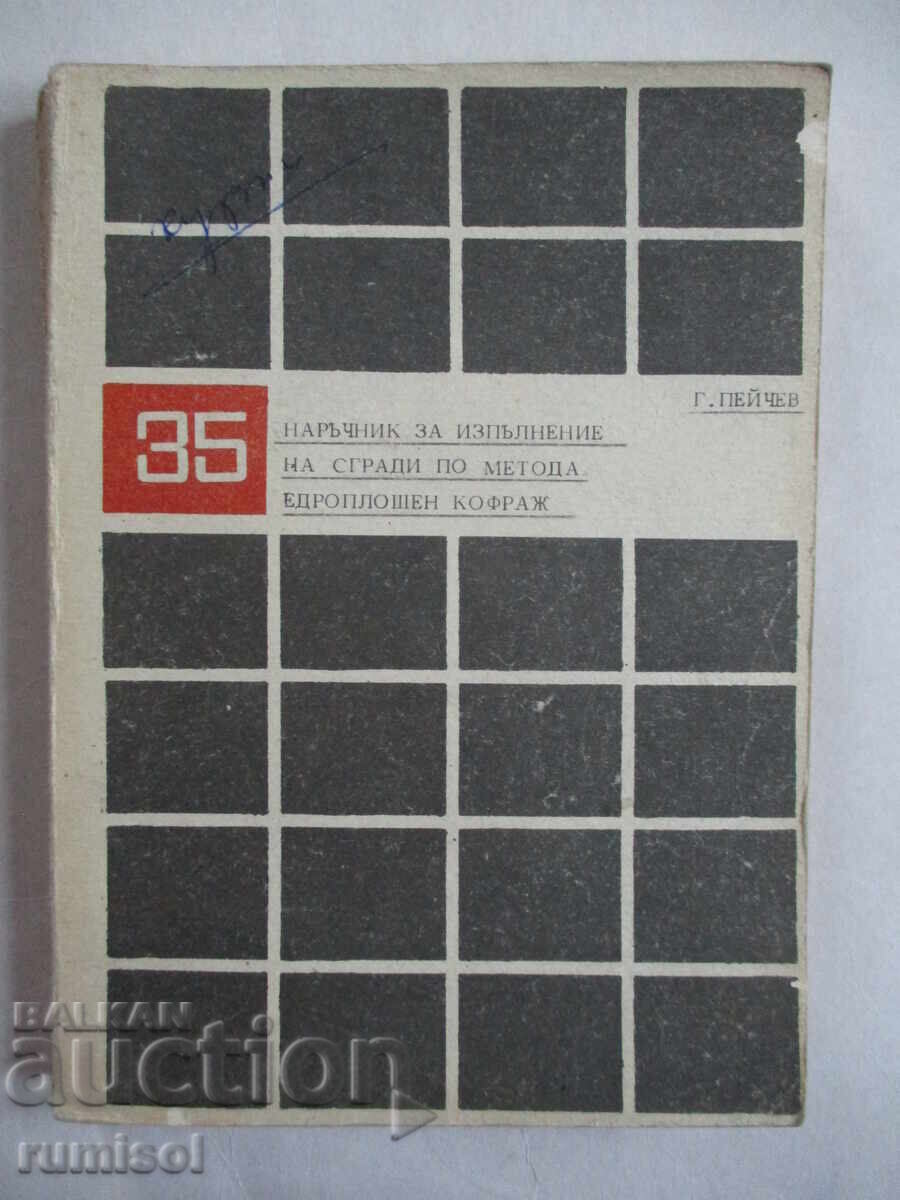 Г.ПЕЙЧЕВ
35
НАРЪЧНИК ЗА ИЗПЪЛНЕНИЕ
НА СГРАДИ ПО МЕТОДА
ЕДРОПЛОШЕН КОФРАЖ
BALKAN
auction
rumisol